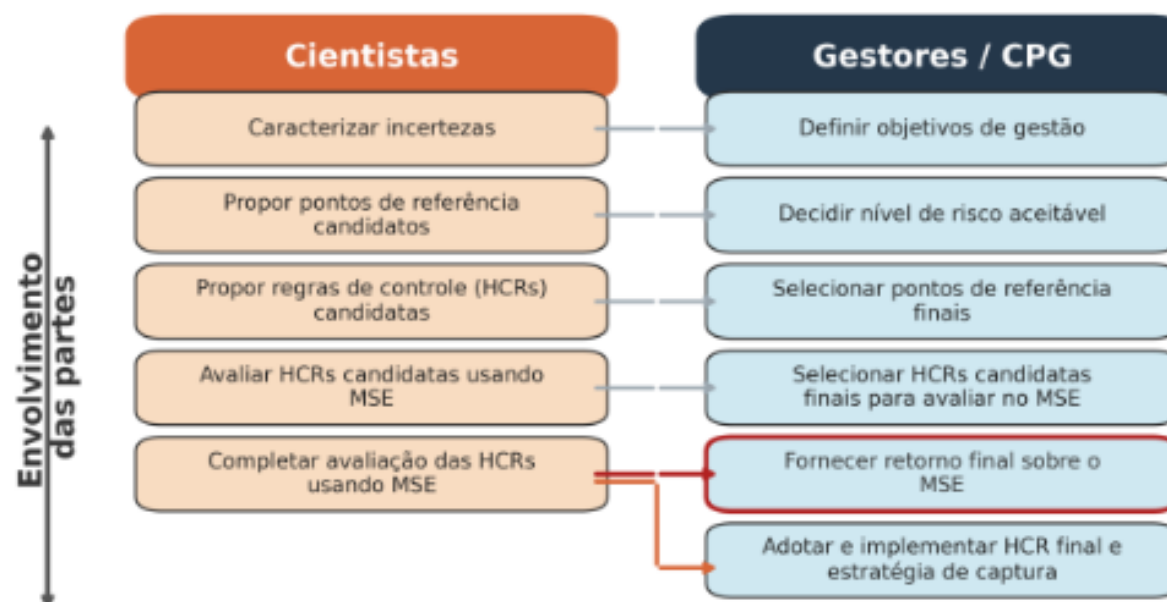 Cientistas
Gestores / CPG
Envolvimento
das partes
Caracterizar incertezas
Definir objetivos de gestão
Propor pontos de referência
candidatos
Decidir nível de risco aceitável
Propor regras de controle (HCRs)
candidatas
Selecionar pontos de referência
finais
Avaliar HCRs candidatas usando
MSE
Selecionar HCRs candidatas
finais para avaliar no MSE
Completar avaliação das HCRs
usando MSE
Fornecer retorno final sobre o
MSE
Adotar e implementar HCR final e
estratégia de captura